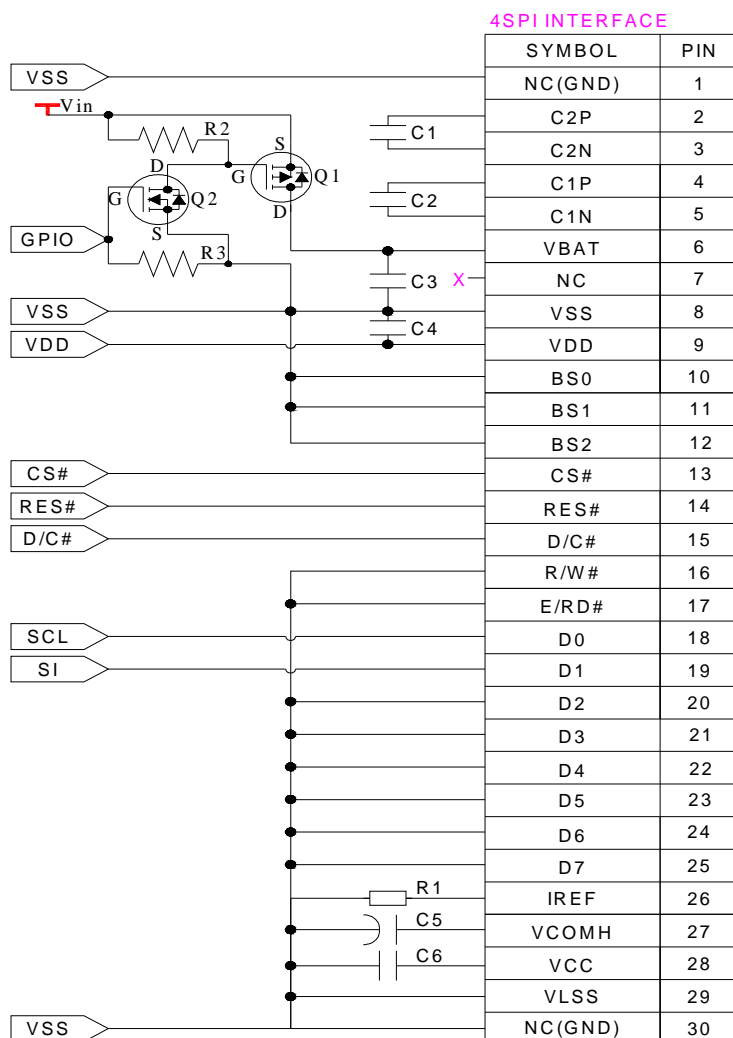 4SPI INTERFACE
SYMBOL PIN
VSS NC(GND) 1
Vin C2P 2
R2 C1 C2N 3
S
D G Q1 C1P 4
G Q2 C2 C1N 5
D
S
GPIO R3 VBAT 6
C3 X NC 7
VSS VSS 8
C4
VDD VDD 9
BS0 10
BS1 11
BS2 12
CS# CS# 13
RES# RES# 14
D/C# D/C# 15
R/W# 16
E/RD# 17
SCL D0 18
SI D1 19
D2 20
D3 21
D4 22
D5 23
D6 24
D7 25
R1 IREF 26
C5 VCOMH 27
C6 VCC 28
VLSS 29
VSS NC(GND) 30